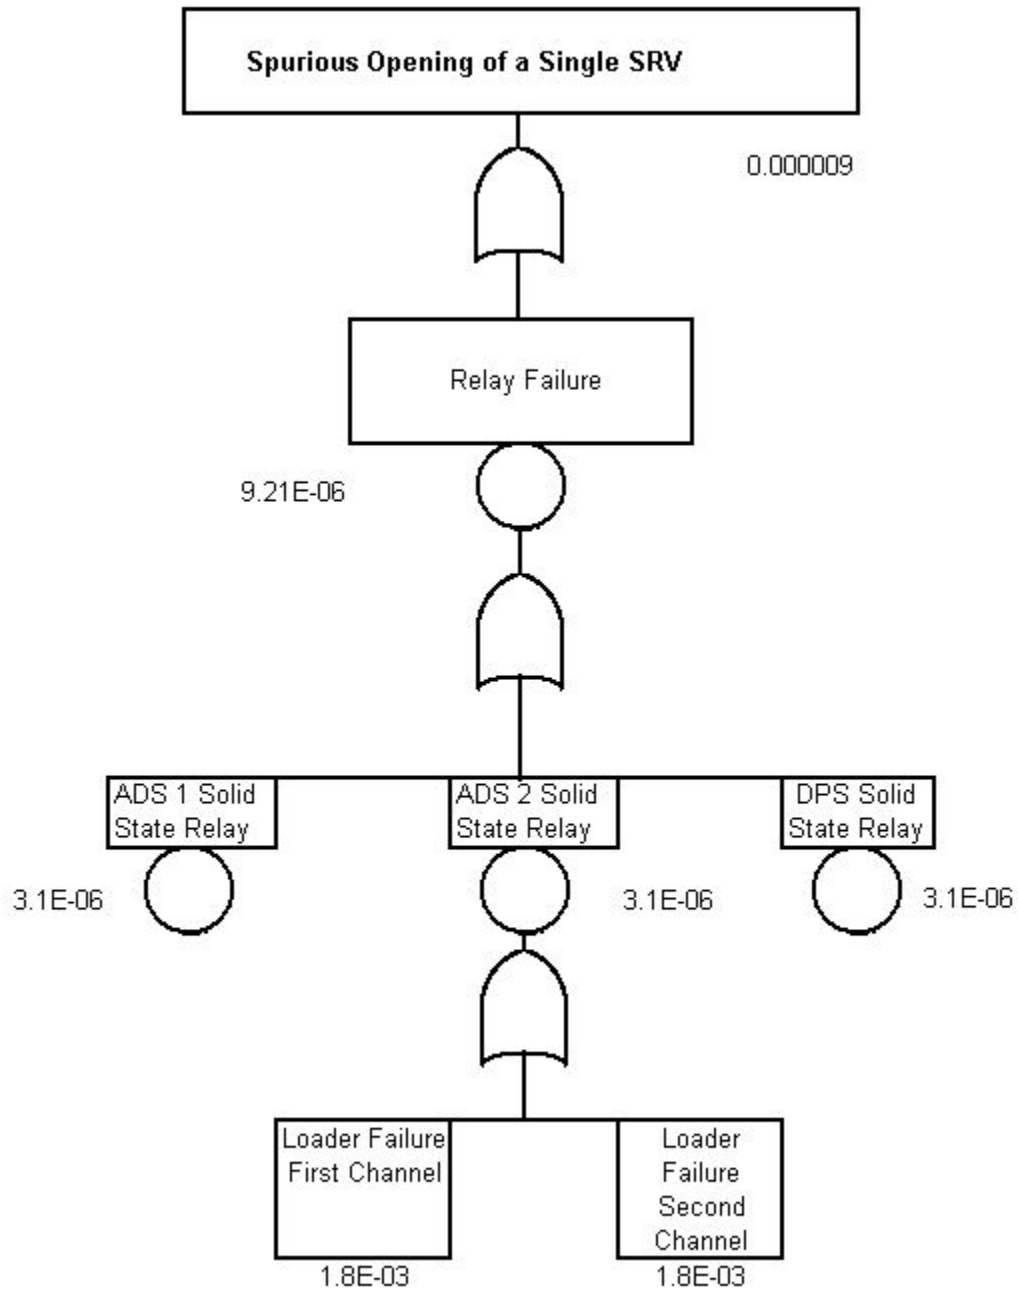 Spurious Opening of a Single SRV
0.000009
Relay Failure
9.21E-06
ADS 1 Solid
State Relay
ADS 2 Solid
State Relay
DPS Solid
State Relay
3.1E-06
3.1E-06
3.1E-06
Loader Failure
First Channel
Loader
Failure
Second
Channel
1.8E-03
1.8E-03